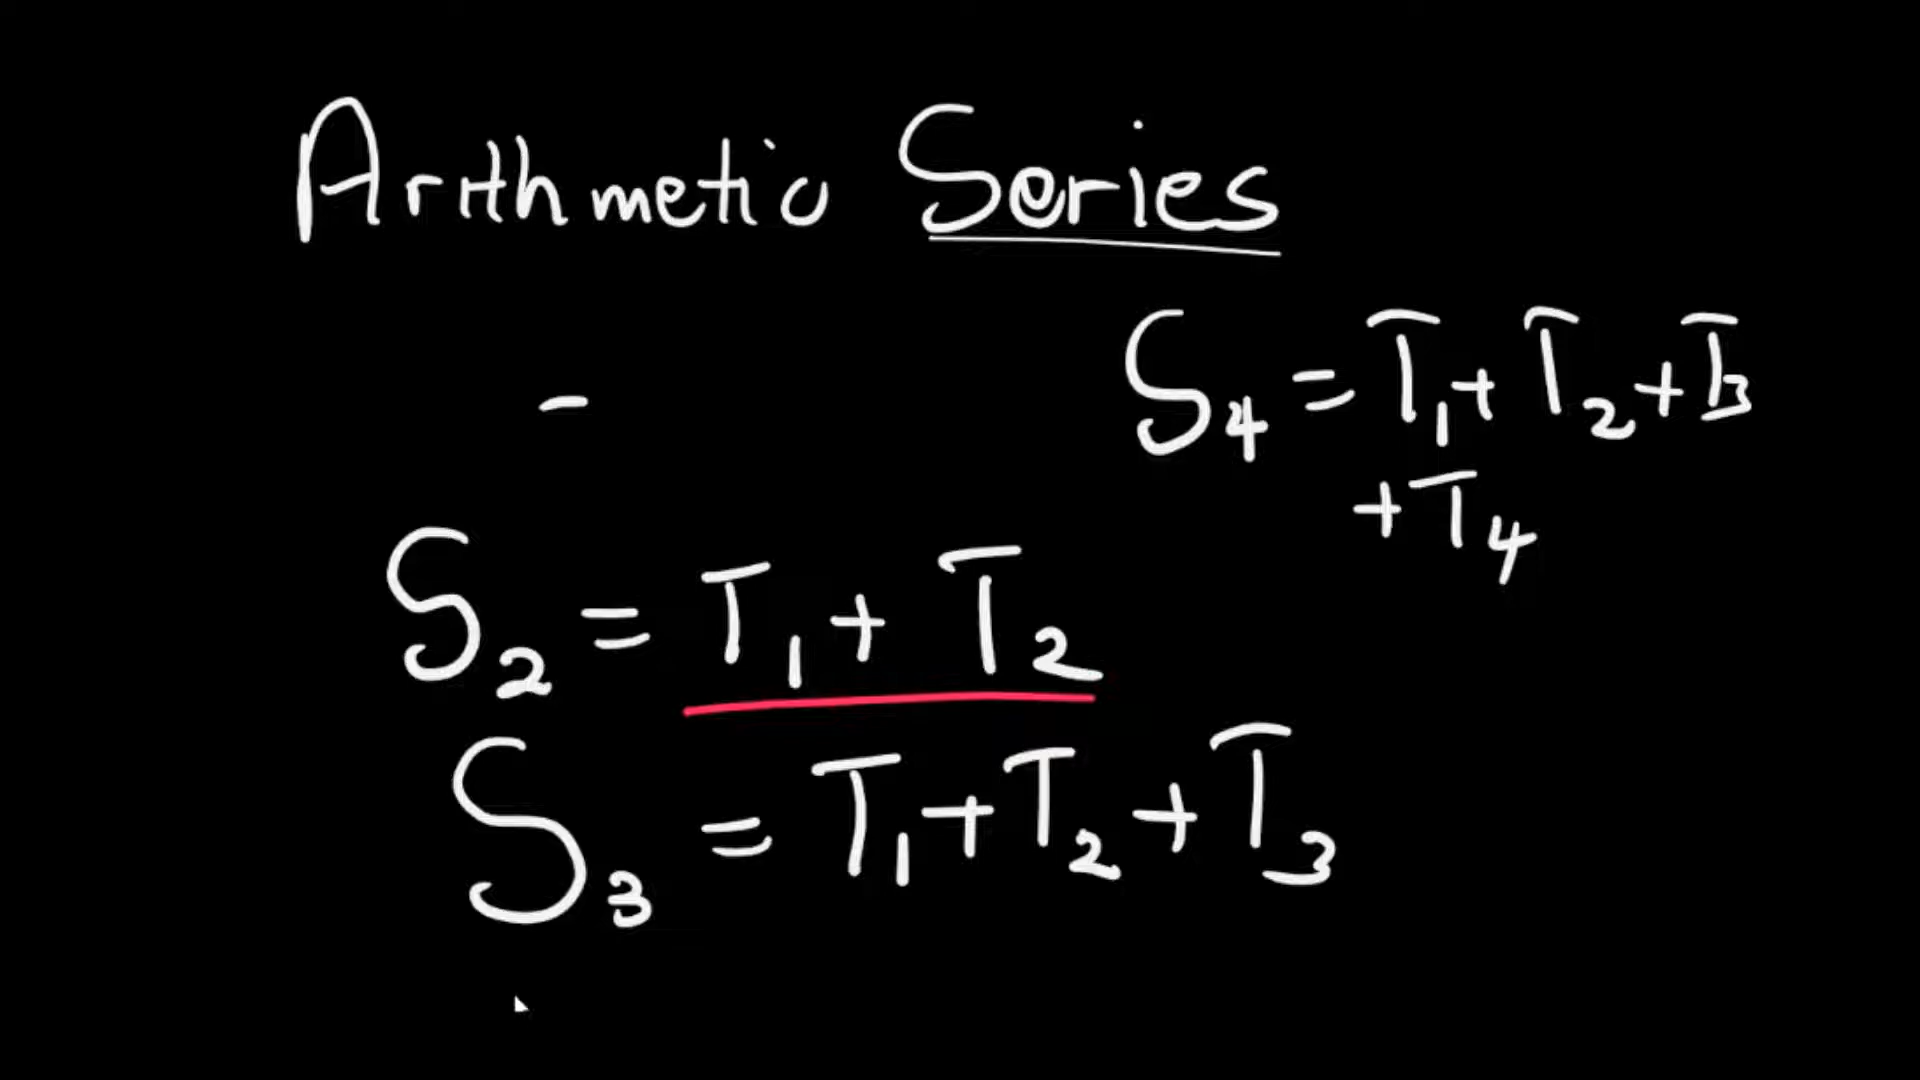 Arithmetic Series
-
S₄ = T₁ + T₂ + T₃
+ T₄
S₂ = T₁ + T₂
S₃ = T₁ + T₂ + T₃